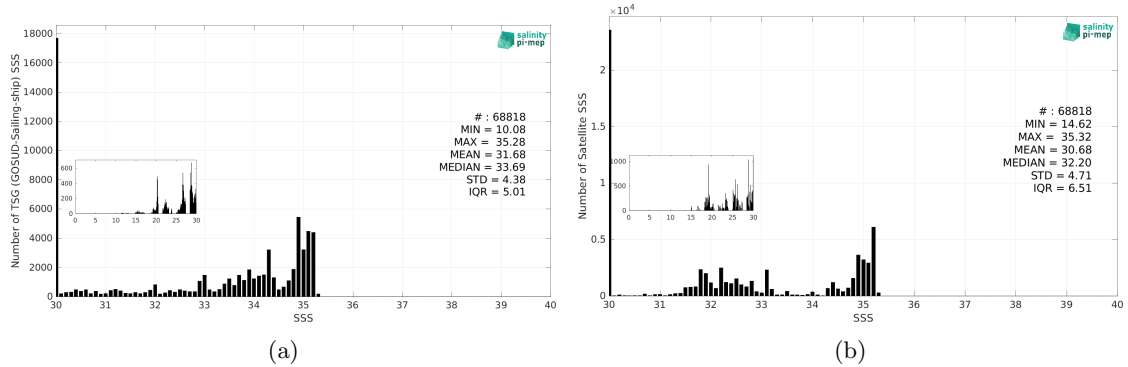 18000
16000
14000
12000
10000
8000
6000
4000
2000
0
Number of TSG (GOSUD-Sailing-ship) SSS
salinity
pi-mep
# : 68818
MIN = 10.08
MAX = 35.28
MEAN = 31.68
MEDIAN = 33.69
STD = 4.38
IQR = 5.01
600
400
200
0
0 5 10 15 20 25 30
30 31 32 33 34 35 36 37 38 39 40
SSS
(a)
×10⁴
2
1.5
1
0.5
0
Number of Satellite SSS
salinity
pi-mep
# : 68818
MIN = 14.62
MAX = 35.32
MEAN = 30.68
MEDIAN = 32.20
STD = 4.71
IQR = 6.51
1000
500
0
0 5 10 15 20 25 30
30 31 32 33 34 35 36 37 38 39 40
SSS
(b)